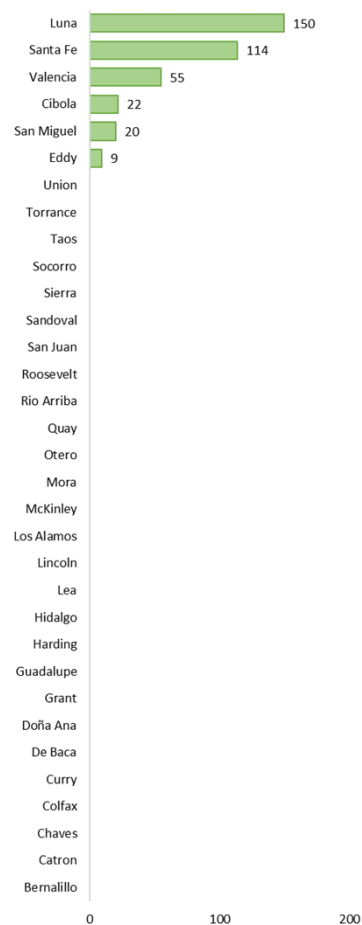 Luna 150
Santa Fe 114
Valencia 55
Cibola 22
San Miguel 20
Eddy 9
Union
Torrance
Taos
Socorro
Sierra
Sandoval
San Juan
Roosevelt
Rio Arriba
Quay
Otero
Mora
McKinley
Los Alamos
Lincoln
Lea
Hidalgo
Harding
Guadalupe
Grant
Doña Ana
De Baca
Curry
Colfax
Chaves
Catron
Bernalillo
0 100 200